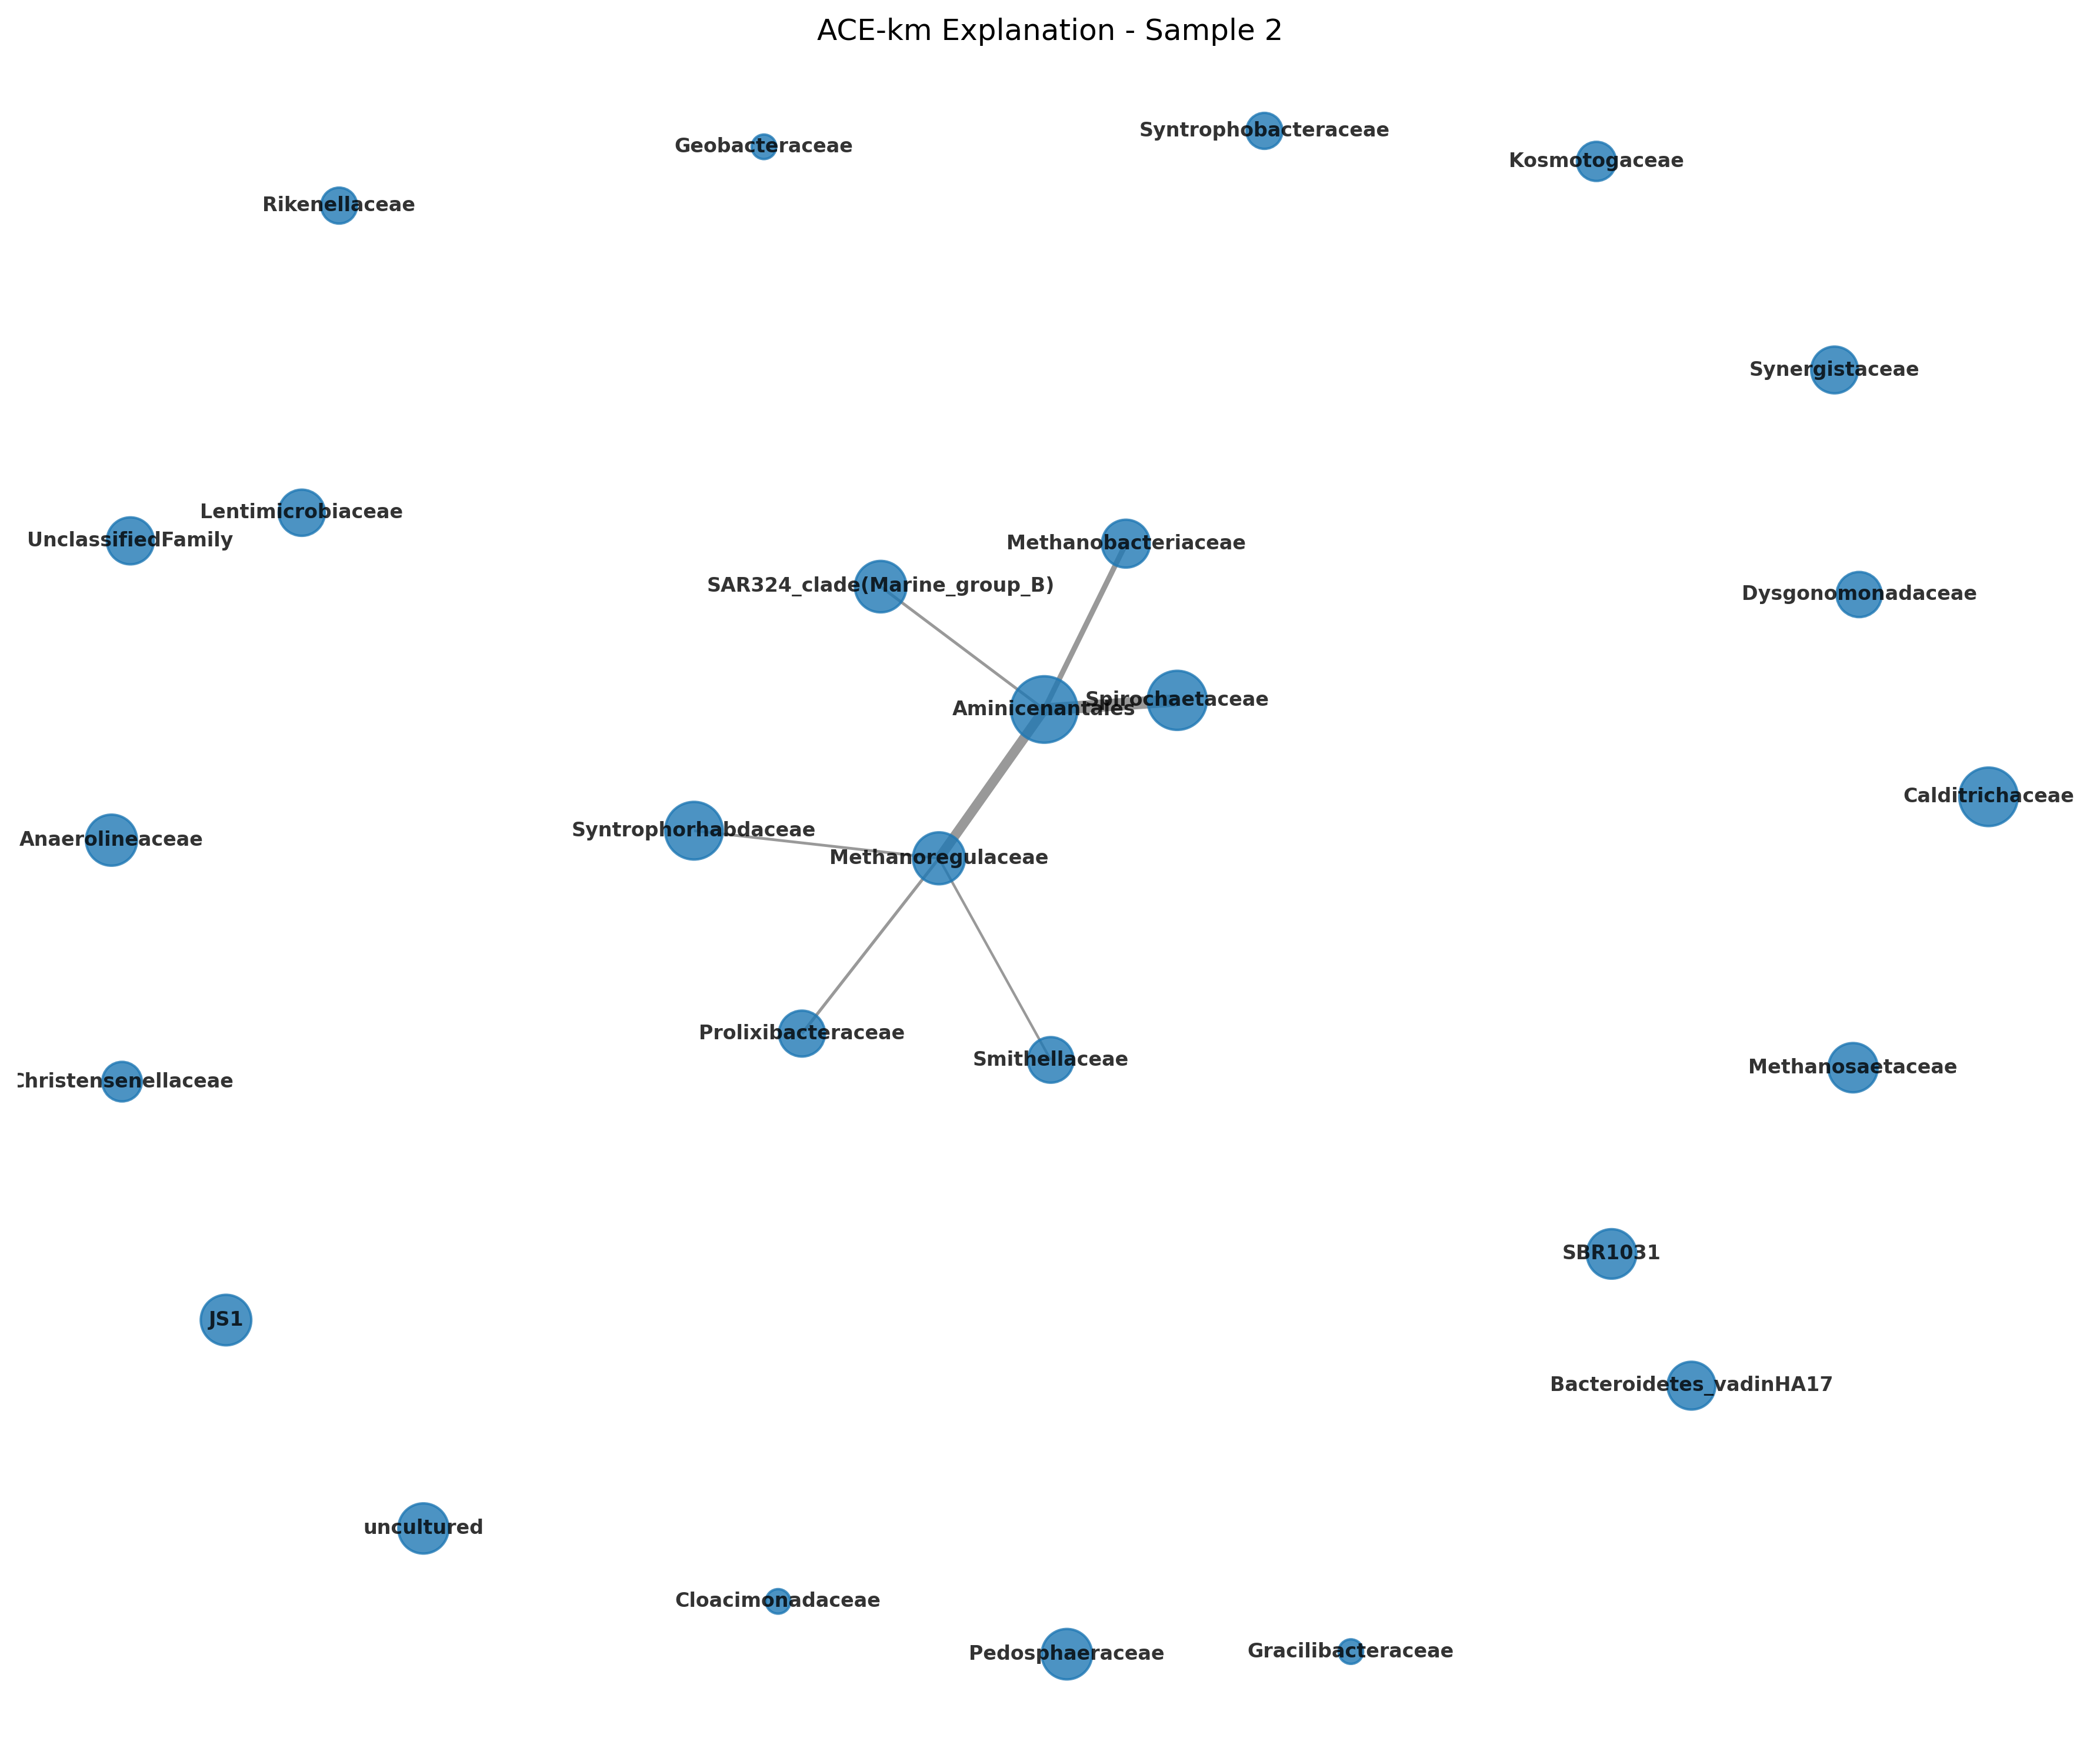 ACE-km Explanation - Sample 2
Syntrophobacteraceae
Geobacteraceae
Kosmotogaceae
Rikenellaceae
Synergistaceae
Lentimicrobiaceae
UnclassifiedFamily
Methanobacteriaceae
SAR324_clade(Marine_group_B)
Dysgonomonadaceae
Spirochaetaceae
Aminicenantales
Calditrichaceae
Syntrophorhabdaceae
Anaerolineaceae
Methanoregulaceae
Prolixibacteraceae
Smithellaceae
Methanosaetaceae
Christensenellaceae
SBR1031
JS1
Bacteroidetes_vadinHA17
uncultured
Cloacimonadaceae
Pedosphaeraceae
Gracilibacteraceae